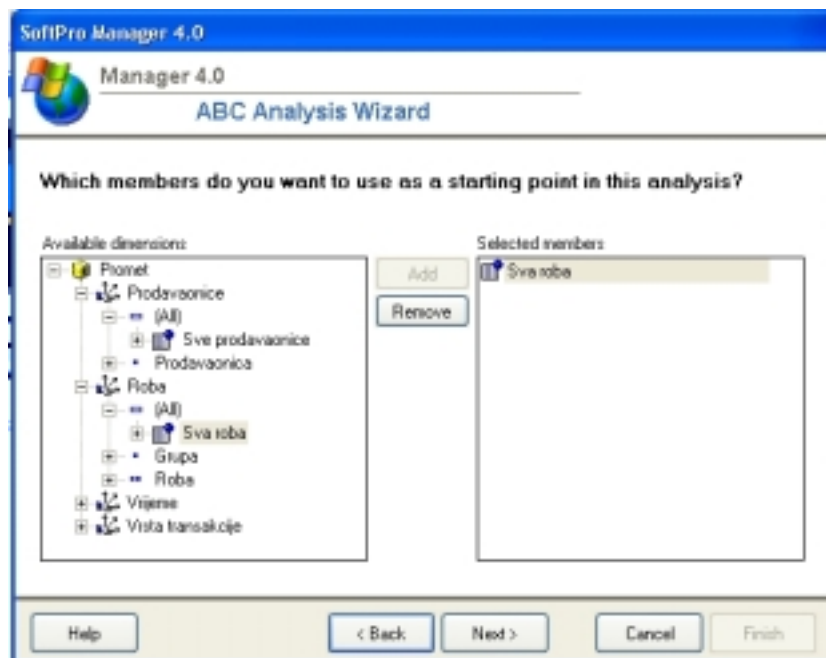 SoftPro Manager 4.0
Manager 4.0
ABC Analysis Wizard
Which members do you want to use as a starting point in this analysis?
Available dimensions
Selected members
Promet
Prodavaonice
(All)
Sve prodavaonice
Prodavaonica
Roba
(All)
Sva roba
Grupa
Roba
Vrijeme
Vrsta transakcije
Add
Remove
Sva roba
Help
< Back
Next >
Cancel
Finish